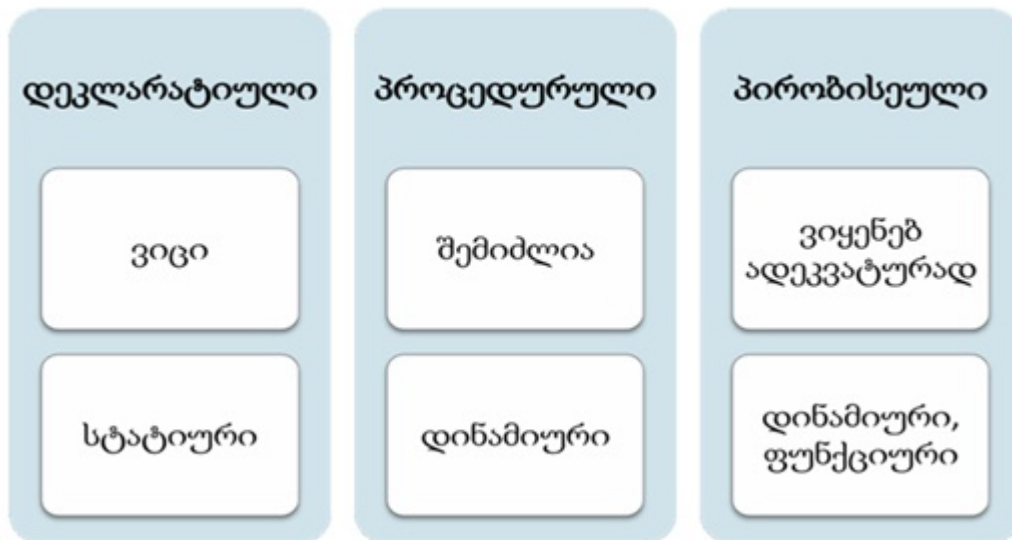 დეკლარატიული
ვიცი
სტატიური
პროცედურული
შემიძლია
დინამიური
პირობისეული
ვიყენებ
ადეკვატურად
დინამიური,
ფუნქციური